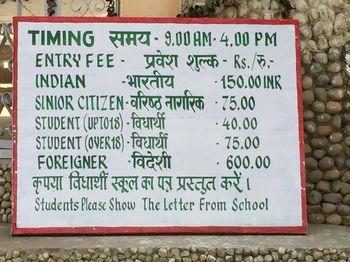 TIMING समय - 9.00 AM - 4.00 PM
ENTRY FEE - प्रवेश शुल्क - Rs./रु.-
INDIAN - भारतीय - 150.00 INR
SINIOR CITIZEN - वरिष्ठ नागरिक - 75.00
STUDENT (UPTO18) - विधार्थी - 40.00
STUDENT (OVER18) - विधार्थी - 75.00
FOREIGNER - विदेशी - 600.00
कृपया विधार्थी स्कूल का पत्र प्रस्तुत करें ।
Students Please Show The Letter From School